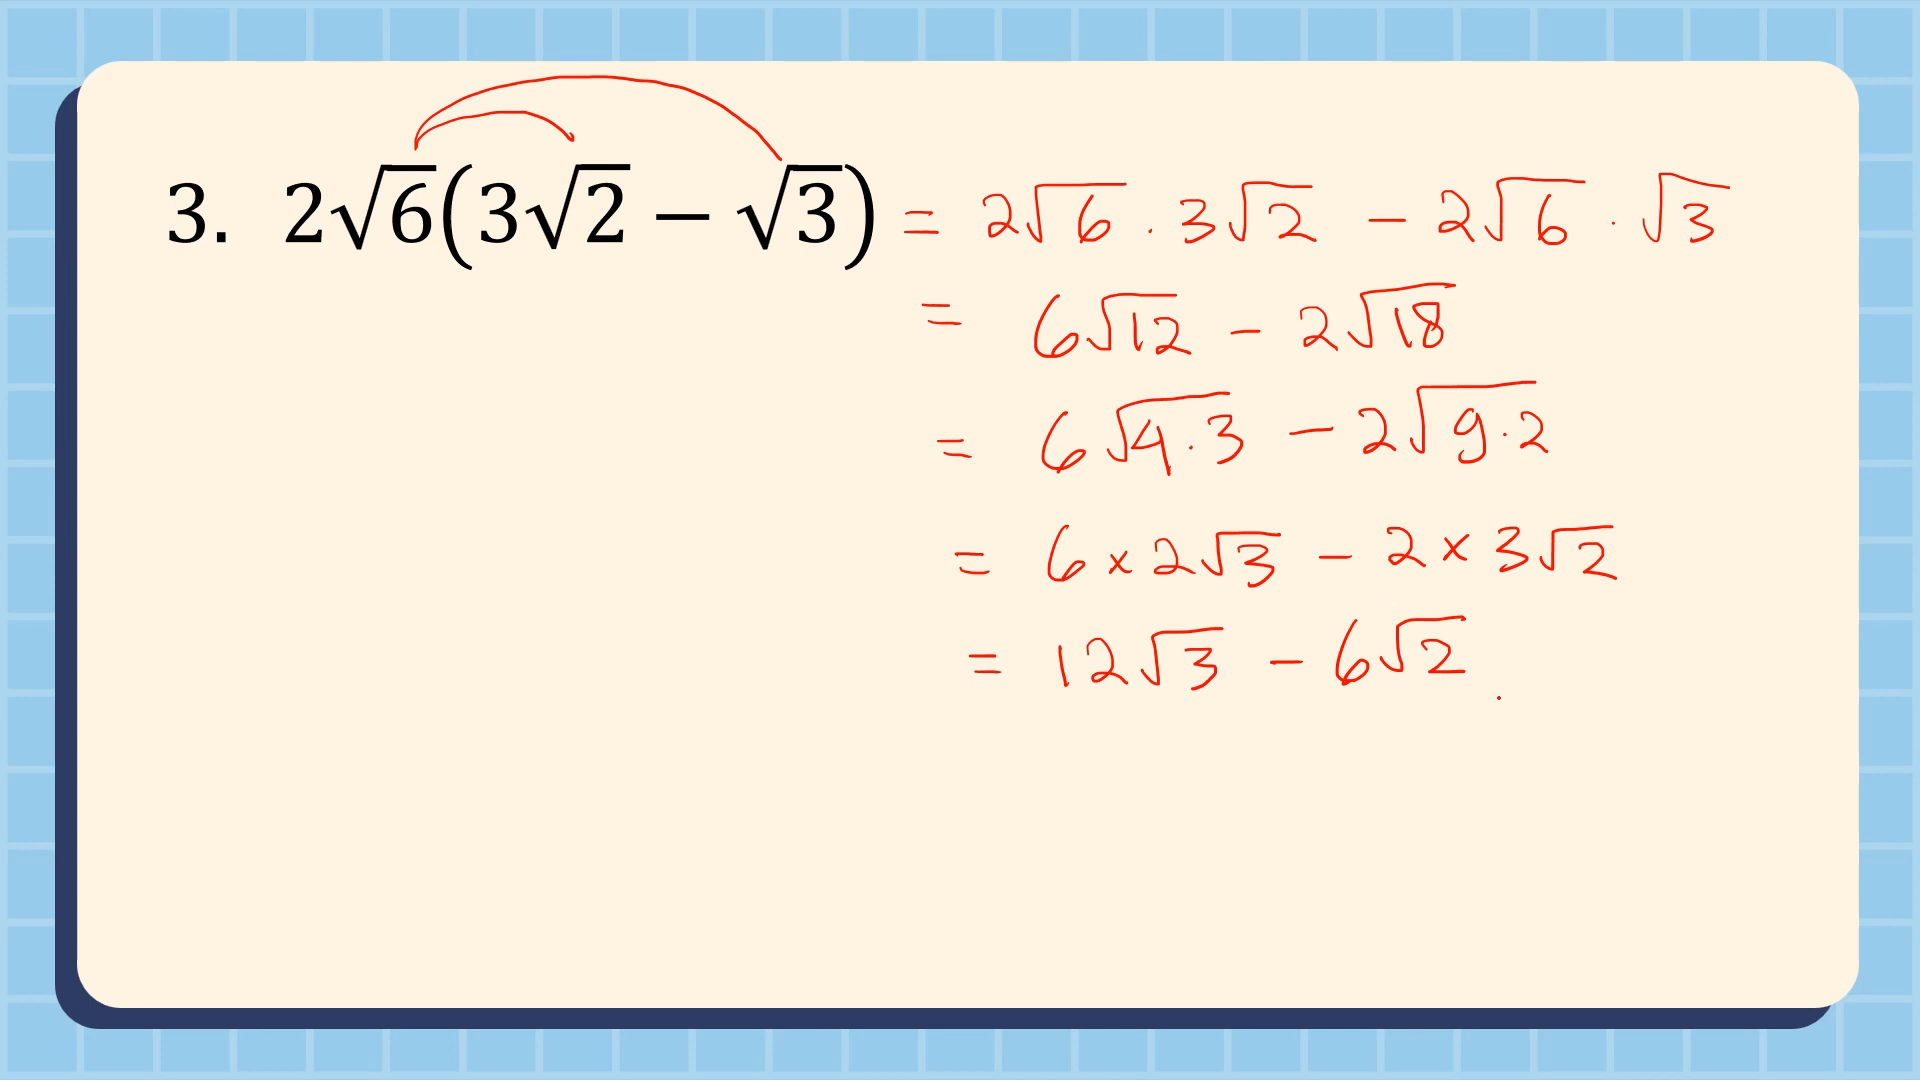 3. 2√6(3√2 − √3) = 2√6 · 3√2 − 2√6 · √3
= 6√12 − 2√18
= 6√4·3 − 2√9·2
= 6 × 2√3 − 2 × 3√2
= 12√3 − 6√2 .